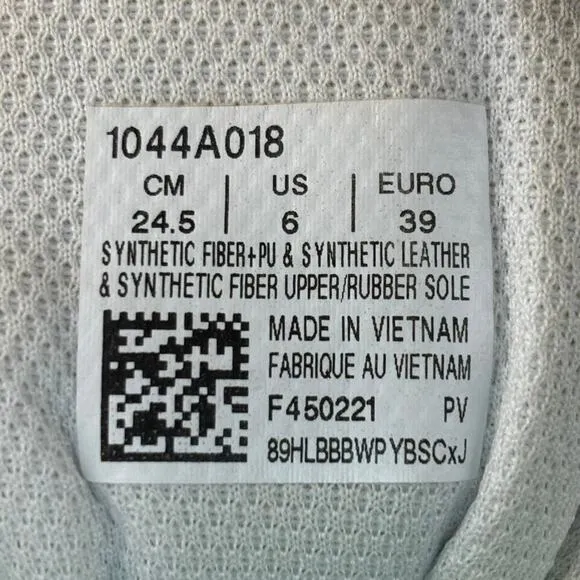 1044A018
CM | US | EURO
24.5 | 6 | 39
SYNTHETIC FIBER+PU & SYNTHETIC LEATHER
& SYNTHETIC FIBER UPPER/RUBBER SOLE
MADE IN VIETNAM
FABRIQUE AU VIETNAM
F450221 PV
89HLBBBWPYBSCxJ